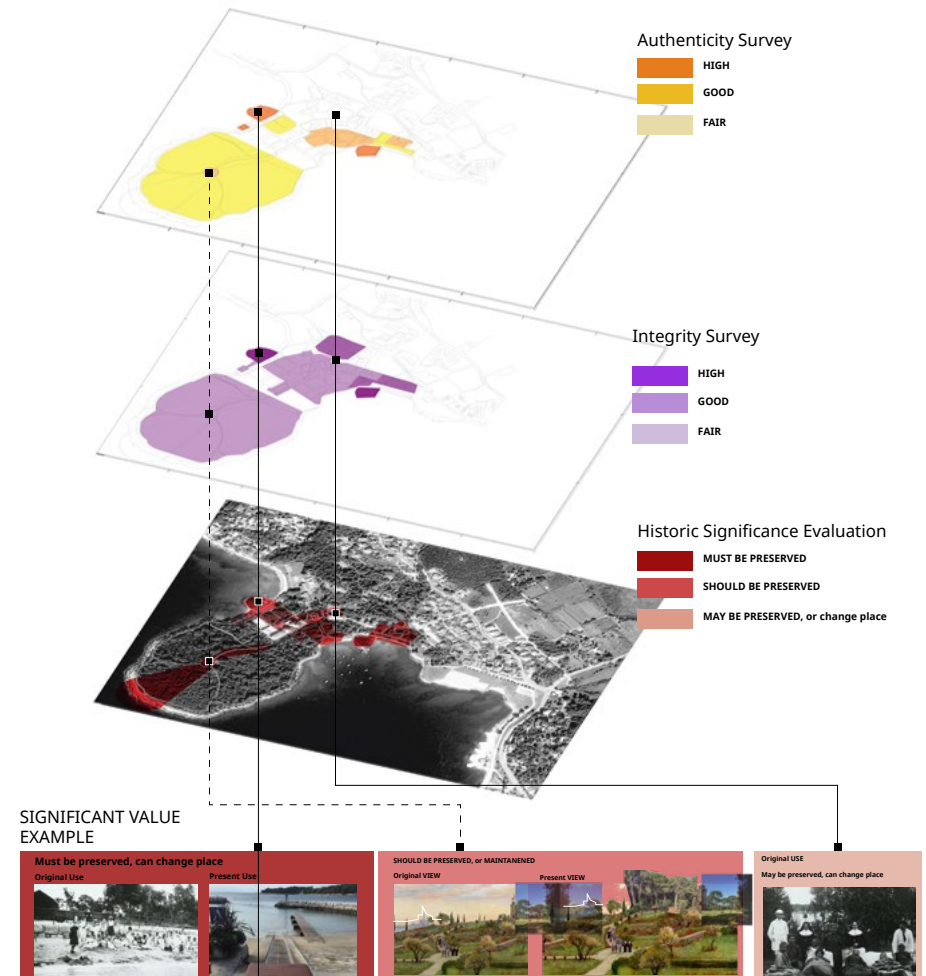 Authenticity Survey
HIGH
GOOD
FAIR
Integrity Survey
HIGH
GOOD
FAIR
Historic Significance Evaluation
MUST BE PRESERVED
SHOULD BE PRESERVED
MAY BE PRESERVED, or change place
SIGNIFICANT VALUE
EXAMPLE
Must be preserved, can change place
Original Use
Present Use
SHOULD BE PRESERVED, or MAINTANENED
Original VIEW
Present VIEW
Original USE
May be preserved, can change place